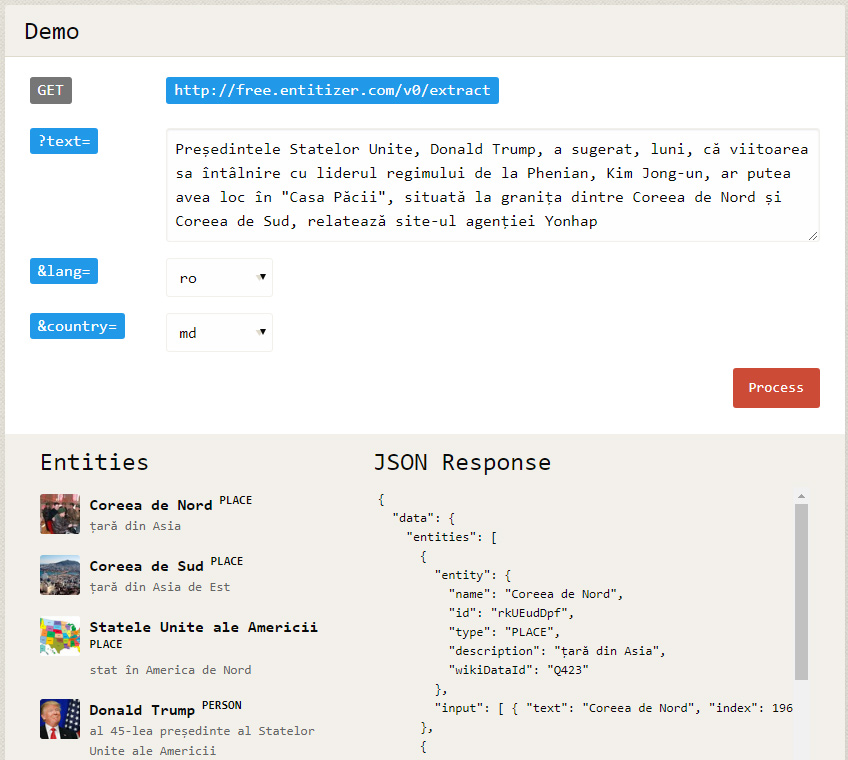 Demo
GET
http://free.entitizer.com/v0/extract
?text=
Președintele Statelor Unite, Donald Trump, a sugerat, luni, că viitoarea
sa întâlnire cu liderul regimului de la Phenian, Kim Jong-un, ar putea
avea loc în "Casa Păcii", situată la granița dintre Coreea de Nord și
Coreea de Sud, relatează site-ul agenției Yonhap
&lang=
ro
&country=
md
Process
Entities
Coreea de Nord PLACE
țară din Asia
Coreea de Sud PLACE
țară din Asia de Est
Statele Unite ale Americii
PLACE
stat în America de Nord
Donald Trump PERSON
al 45-lea președinte al Statelor
Unite ale Americii
JSON Response
{
"data": {
"entities": [
{
"entity": {
"name": "Coreea de Nord",
"id": "rkUEudDpf",
"type": "PLACE",
"description": "țară din Asia",
"wikiDataId": "Q423"
},
"input": [ { "text": "Coreea de Nord", "index": 196
},
{